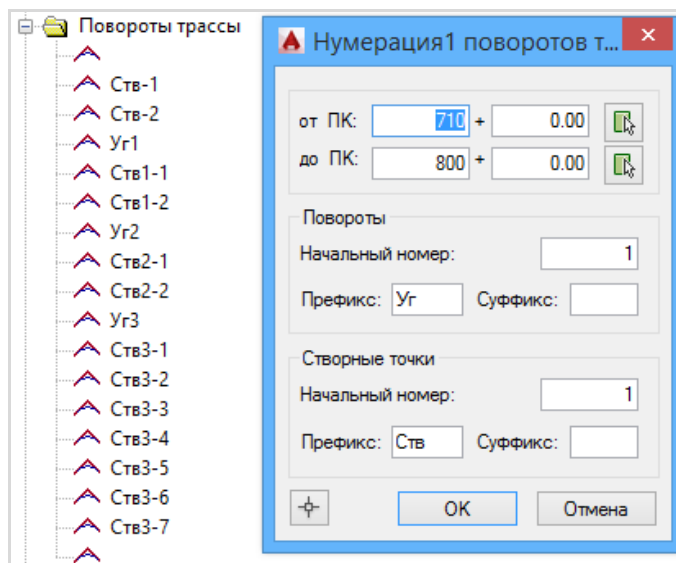 Повороты трассы
Ств-1
Ств-2
Уг1
Ств1-1
Ств1-2
Уг2
Ств2-1
Ств2-2
Уг3
Ств3-1
Ств3-2
Ств3-3
Ств3-4
Ств3-5
Ств3-6
Ств3-7
Нумерация1 поворотов т...
от ПК: 710 + 0.00
до ПК: 800 + 0.00
Повороты
Начальный номер: 1
Префикс: Уг Суффикс:
Створные точки
Начальный номер: 1
Префикс: Ств Суффикс:
OK Отмена